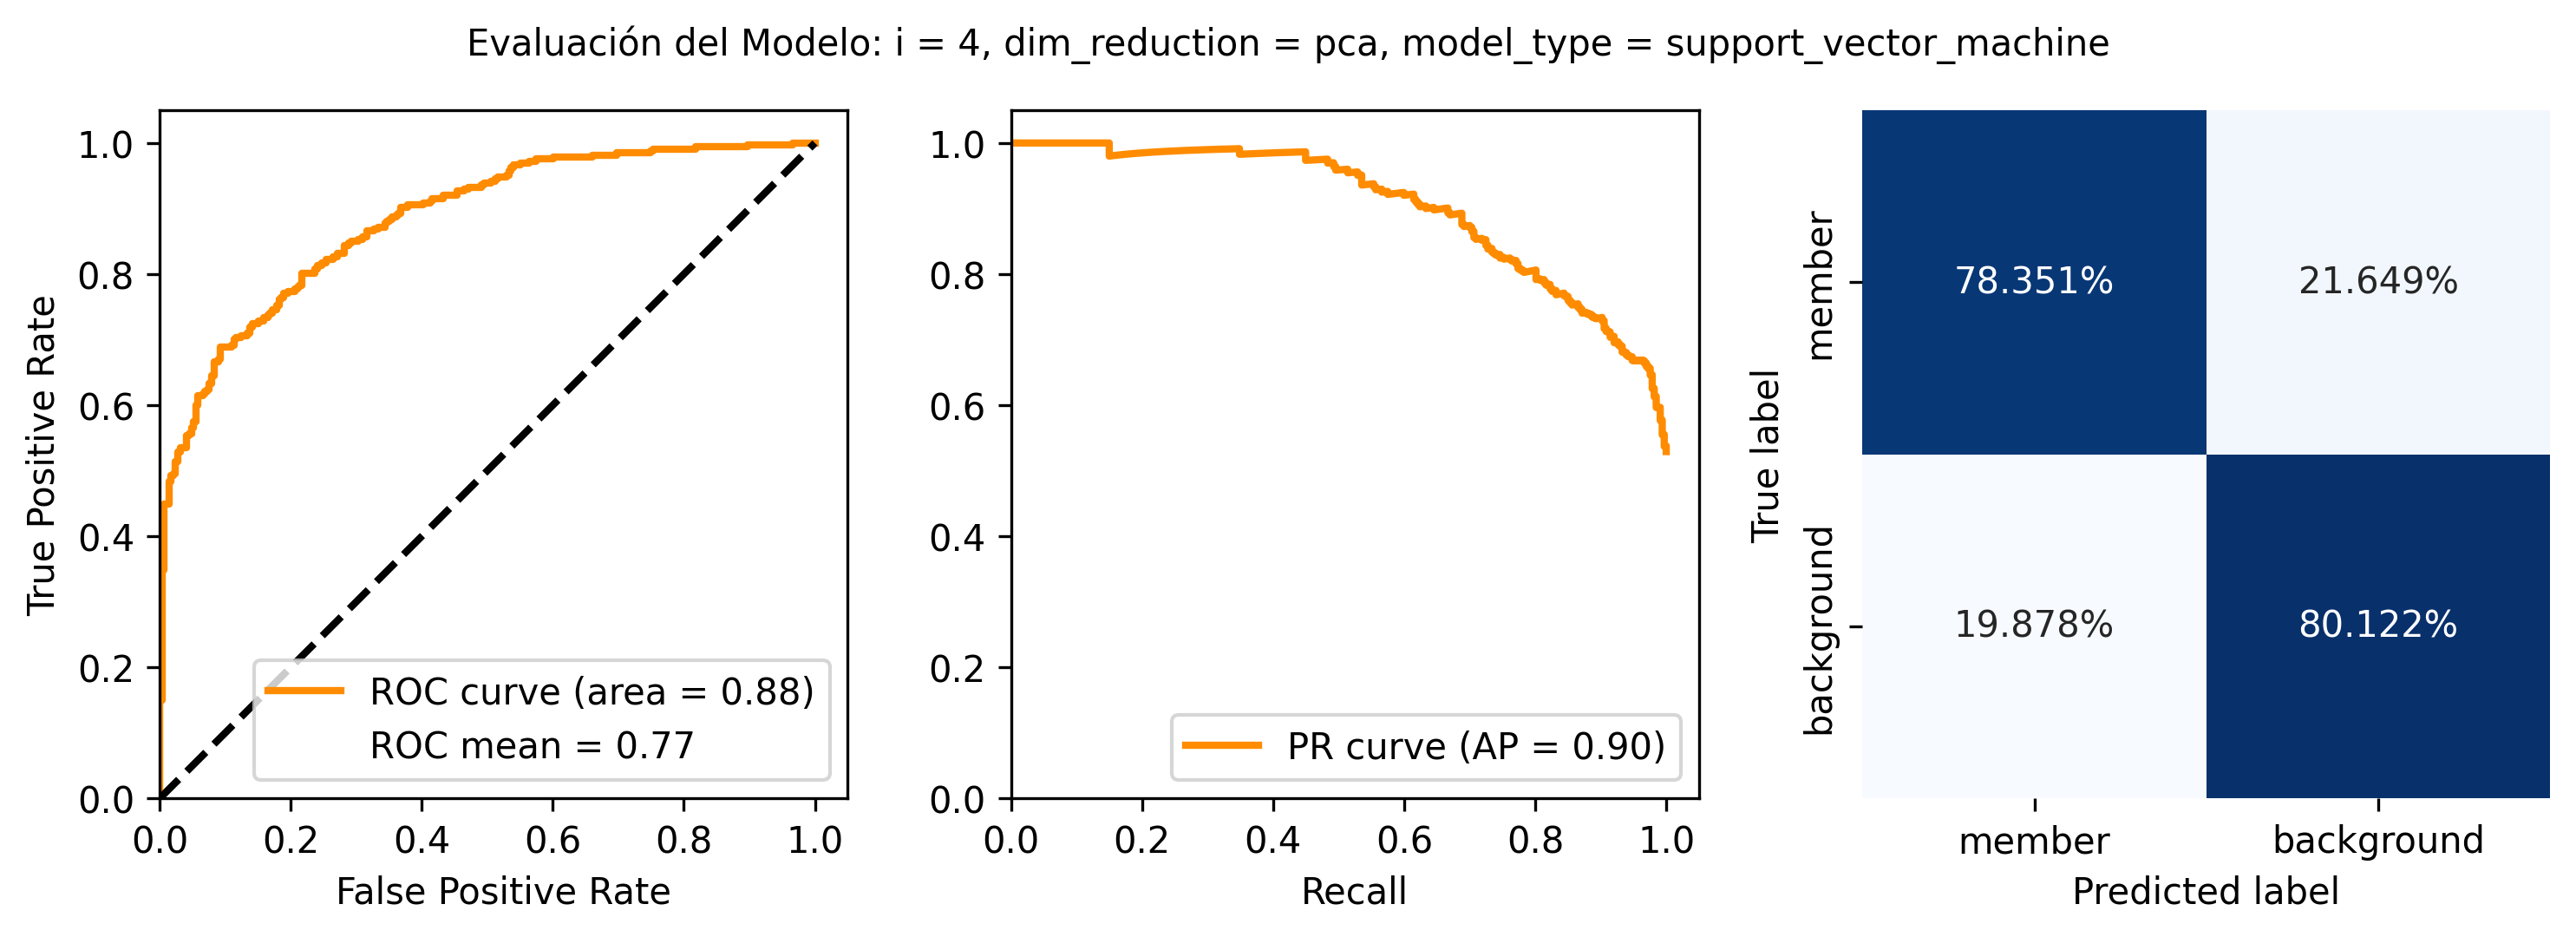 Evaluación del Modelo: i = 4, dim_reduction = pca, model_type = support_vector_machine
True Positive Rate
1.0
0.8
0.6
0.4
0.2
0.0
ROC curve (area = 0.88)
ROC mean = 0.77
0.0 0.2 0.4 0.6 0.8 1.0
False Positive Rate
1.0
0.8
0.6
0.4
0.2
0.0
PR curve (AP = 0.90)
0.0 0.2 0.4 0.6 0.8 1.0
Recall
True label
member
background
78.351% 21.649%
19.878% 80.122%
member background
Predicted label